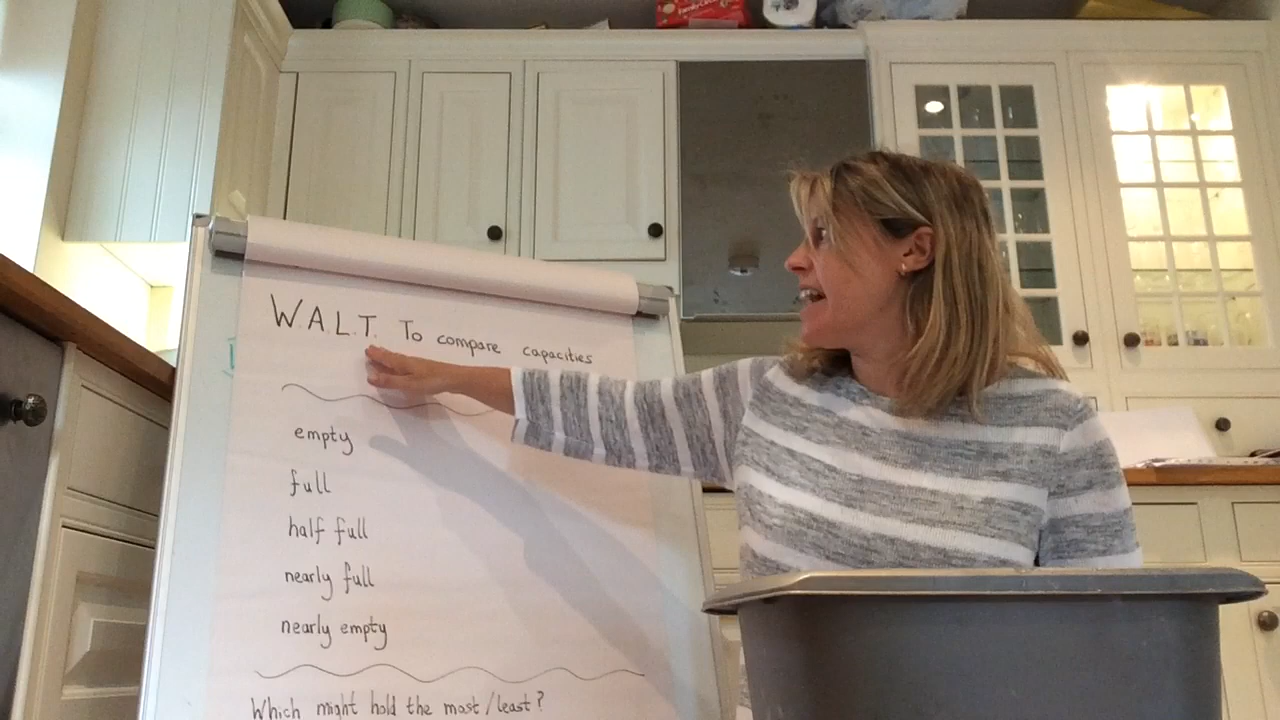 W.A.L.T. To compare capacities
empty
full
half full
nearly full
nearly empty
Which might hold the most/least?